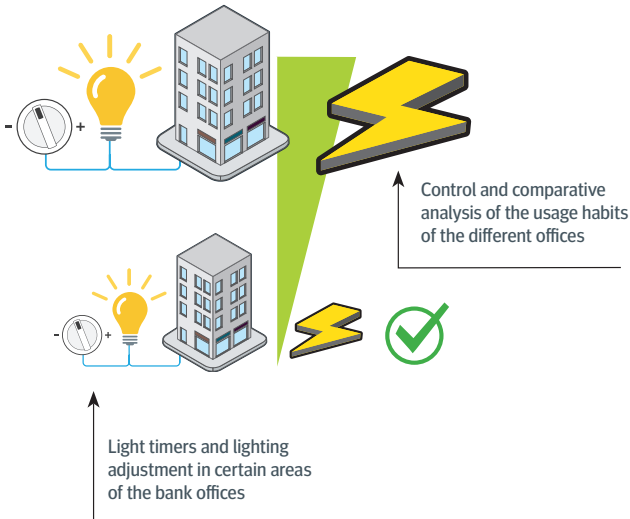 - +
Control and comparative
analysis of the usage habits
of the different offices
- +
Light timers and lighting
adjustment in certain areas
of the bank offices